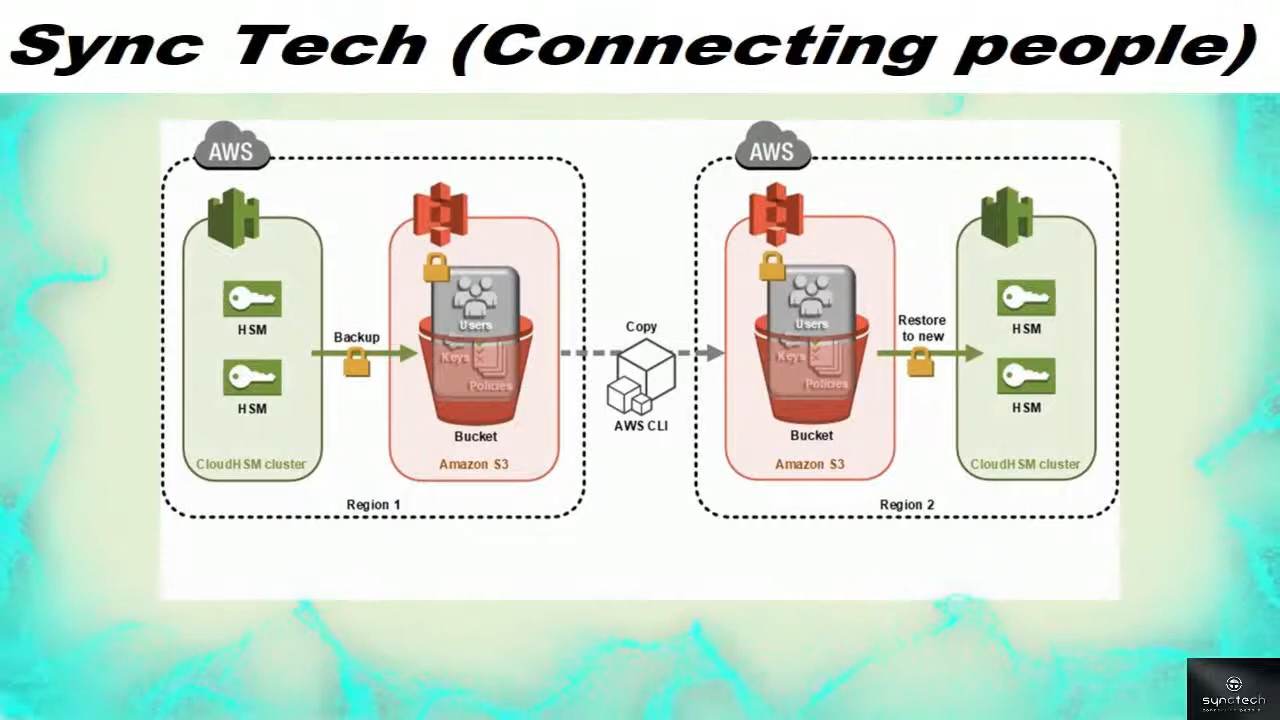 Sync Tech (Connecting people)
AWS
HSM
HSM
CloudHSM cluster
Backup
Users
Keys
Policies
Bucket
Amazon S3
Region 1
Copy
AWS CLI
AWS
Users
Keys
Policies
Bucket
Amazon S3
Restore
to new
HSM
HSM
CloudHSM cluster
Region 2
synctech